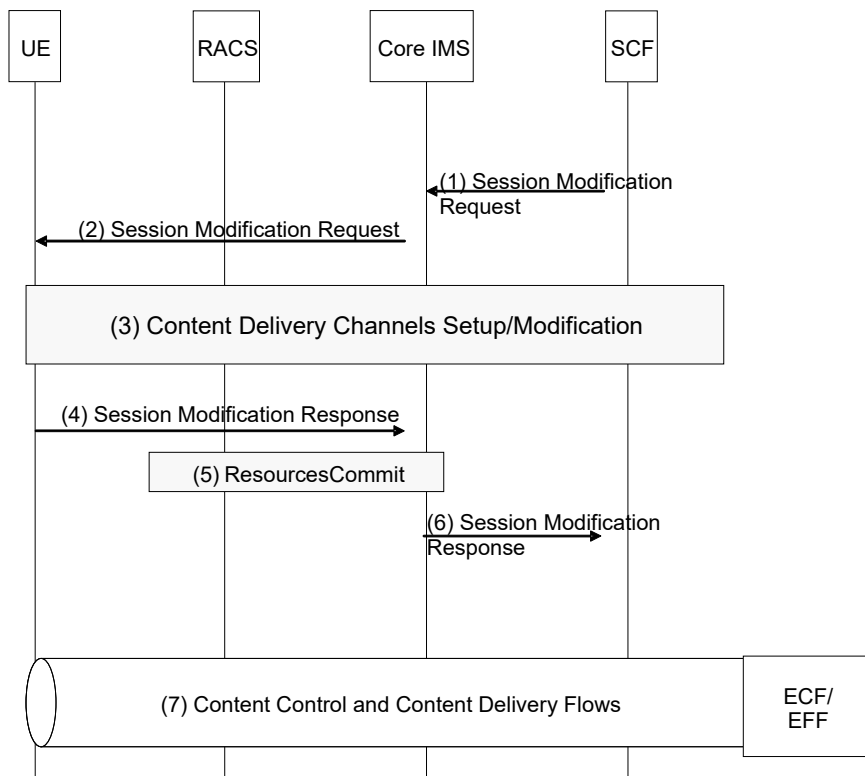 UE
RACS
Core IMS
SCF
(1) Session Modification
Request
(2) Session Modification Request
(3) Content Delivery Channels Setup/Modification
(4) Session Modification Response
(5) ResourcesCommit
(6) Session Modification
Response
(7) Content Control and Content Delivery Flows
ECF/
EFF